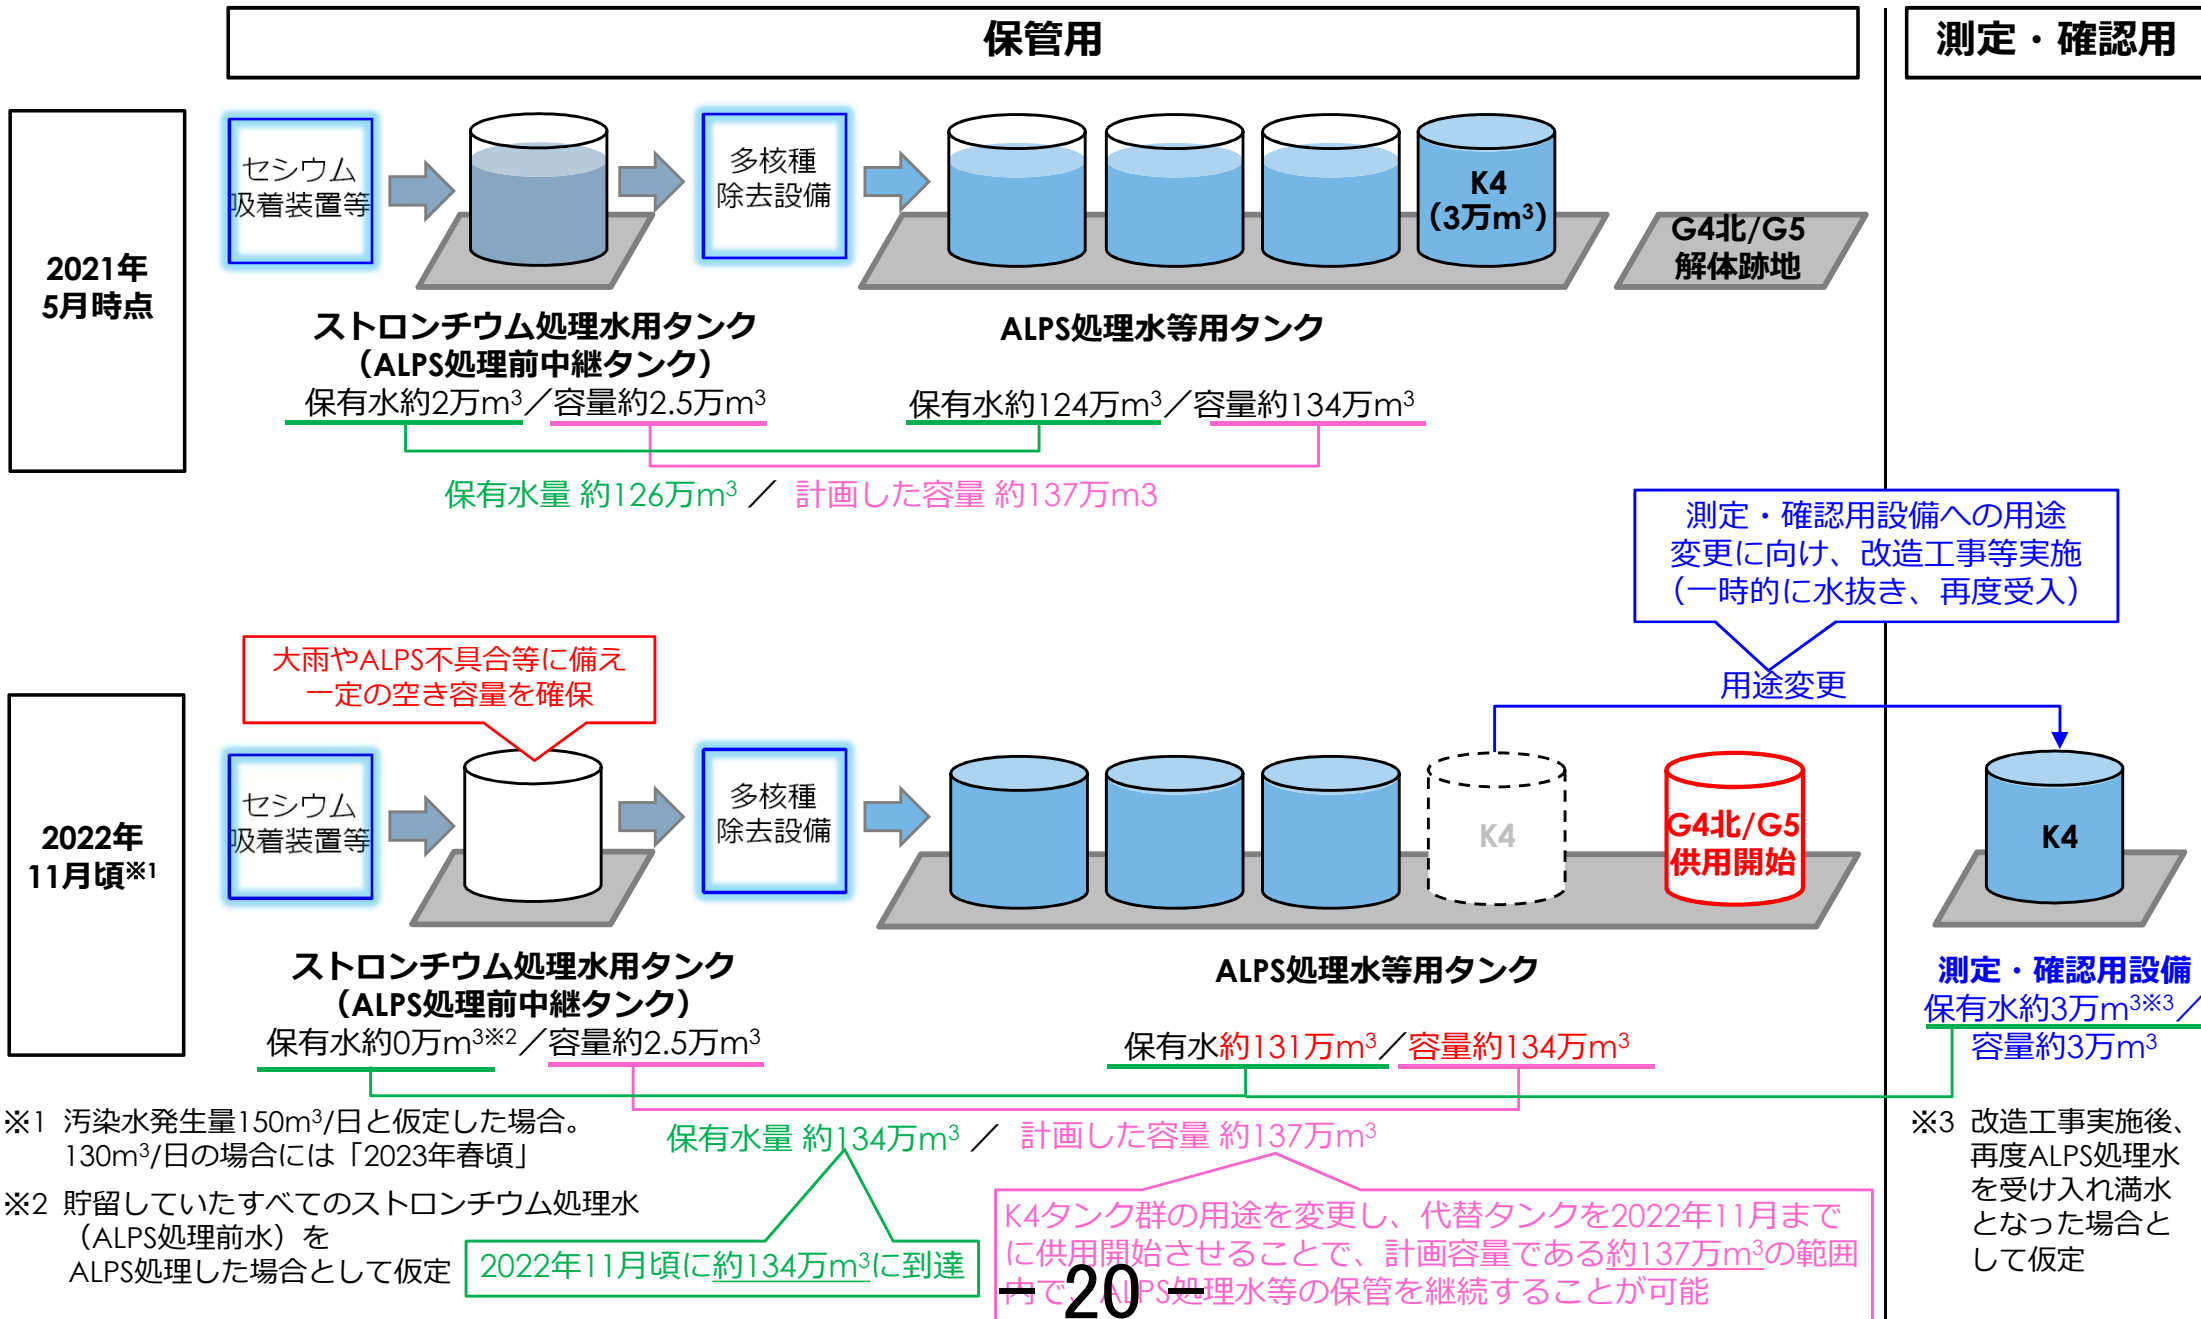 保管用
測定・確認用
2021年
5月時点
セシウム
吸着装置等
多核種
除去設備
K4
（3万m³）
G4北/G5
解体跡地
ストロンチウム処理水用タンク
（ALPS処理前中継タンク）
保有水約2万m³／容量約2.5万m³
ALPS処理水等用タンク
保有水約124万m³／容量約134万m³
保有水量 約126万m³ ／ 計画した容量 約137万m3
測定・確認用設備への用途
変更に向け、改造工事等実施
（一時的に水抜き、再度受入）
用途変更
大雨やALPS不具合等に備え
一定の空き容量を確保
2022年
11月頃※1
セシウム
吸着装置等
多核種
除去設備
K4
G4北/G5
供用開始
K4
ストロンチウム処理水用タンク
（ALPS処理前中継タンク）
保有水約0万m³※2／容量約2.5万m³
ALPS処理水等用タンク
保有水約131万m³／容量約134万m³
測定・確認用設備
保有水約3万m³※3／
容量約3万m³
保有水量 約134万m³ ／ 計画した容量 約137万m³
※1 汚染水発生量150m³/日と仮定した場合。
130m³/日の場合には「2023年春頃」
※2 貯留していたすべてのストロンチウム処理水
（ALPS処理前水）を
ALPS処理した場合として仮定
2022年11月頃に約134万m³に到達
K4タンク群の用途を変更し、代替タンクを2022年11月まで
に供用開始させることで、計画容量である約137万m³の範囲
内で、ALPS処理水等の保管を継続することが可能
※3 改造工事実施後、
再度ALPS処理水
を受け入れ満水
となった場合と
して仮定
－20－